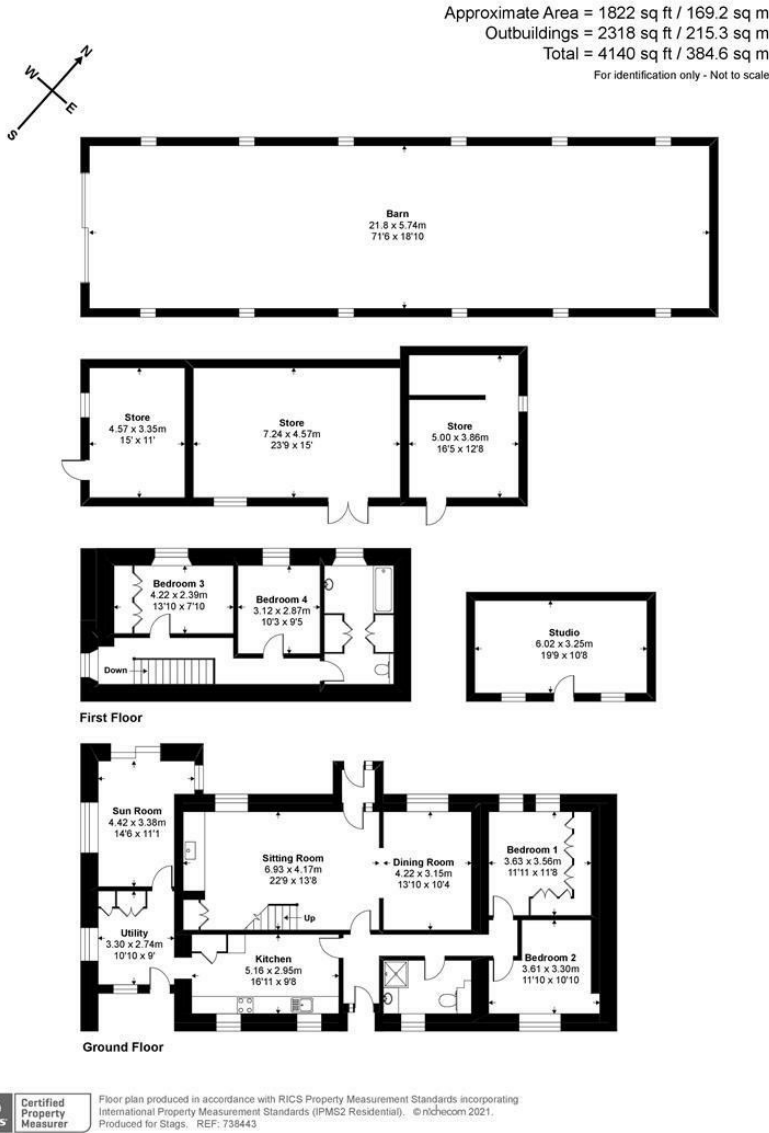 Approximate Area = 1822 sq ft / 169.2 sq m
Outbuildings = 2318 sq ft / 215.3 sq m
Total = 4140 sq ft / 384.6 sq m
For identification only - Not to scale
N
W
E
S
Barn
21.8 x 5.74m
71'6 x 18'10
Store
4.57 x 3.35m
15' x 11'
Store
7.24 x 4.57m
23'9 x 15'
Store
5.00 x 3.86m
16'5 x 12'8
Bedroom 3
4.22 x 2.39m
13'10 x 7'10
Bedroom 4
3.12 x 2.87m
10'3 x 9'5
Down
First Floor
Studio
6.02 x 3.25m
19'9 x 10'8
Sun Room
4.42 x 3.38m
14'6 x 11'1
Sitting Room
6.93 x 4.17m
22'9 x 13'8
Dining Room
4.22 x 3.15m
13'10 x 10'4
Bedroom 1
3.63 x 3.56m
11'11 x 11'8
Up
Utility
3.30 x 2.74m
10'10 x 9'
Kitchen
5.16 x 2.95m
16'11 x 9'8
Bedroom 2
3.61 x 3.30m
11'10 x 10'10
Ground Floor
Certified
Property
Measurer
Floor plan produced in accordance with RICS Property Measurement Standards incorporating
International Property Measurement Standards (IPMS2 Residential). © nichecom 2021.
Produced for Stags. REF: 738443